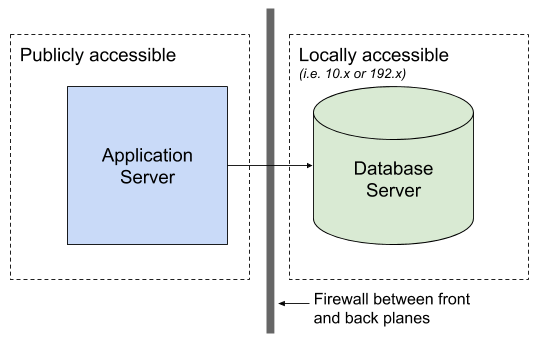 Publicly accessible
Locally accessible
(i.e. 10.x or 192.x)
Application
Server
Database
Server
Firewall between front
and back planes